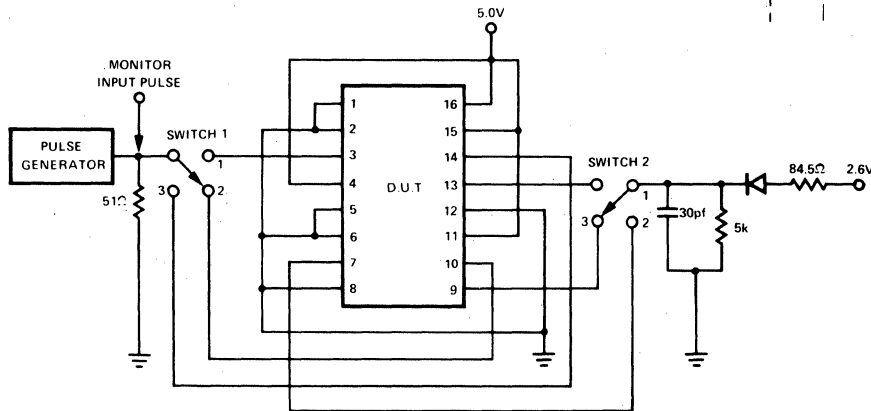 5.0V
MONITOR
INPUT PULSE
PULSE
GENERATOR
SWITCH 1
1
2
3
51Ω
D.U.T
1
2
3
4
5
6
7
8
16
15
14
13
12
11
10
9
SWITCH 2
1
3
2
30pf
5k
84.5Ω
2.6V